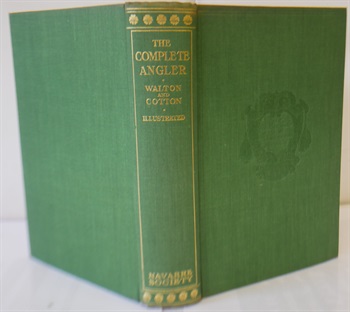 THE
COMPLETE
ANGLER
WALTON
AND
COTTON
ILLUSTRATED
NAVARRE
SOCIETY